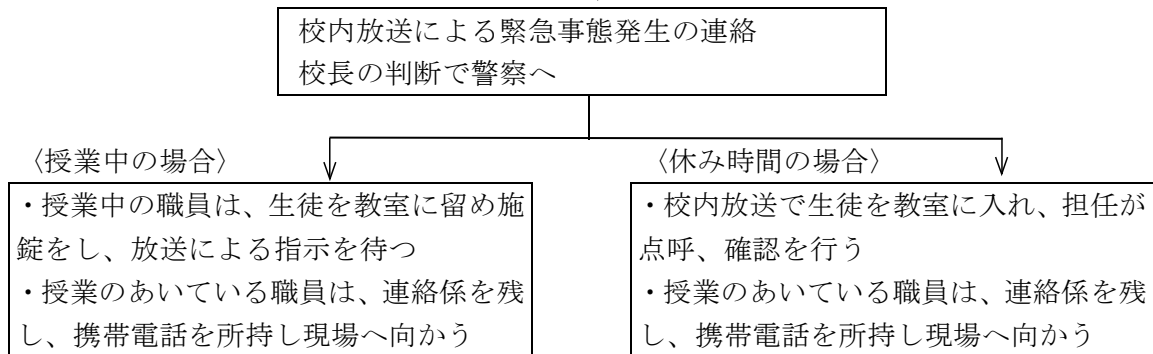 校内放送による緊急事態発生の連絡
校長の判断で警察へ
〈授業中の場合〉
・授業中の職員は、生徒を教室に留め施
錠をし、放送による指示を待つ
・授業のあいている職員は、連絡係を残
し、携帯電話を所持し現場へ向かう
〈休み時間の場合〉
・校内放送で生徒を教室に入れ、担任が
点呼、確認を行う
・授業のあいている職員は、連絡係を残
し、携帯電話を所持し現場へ向かう